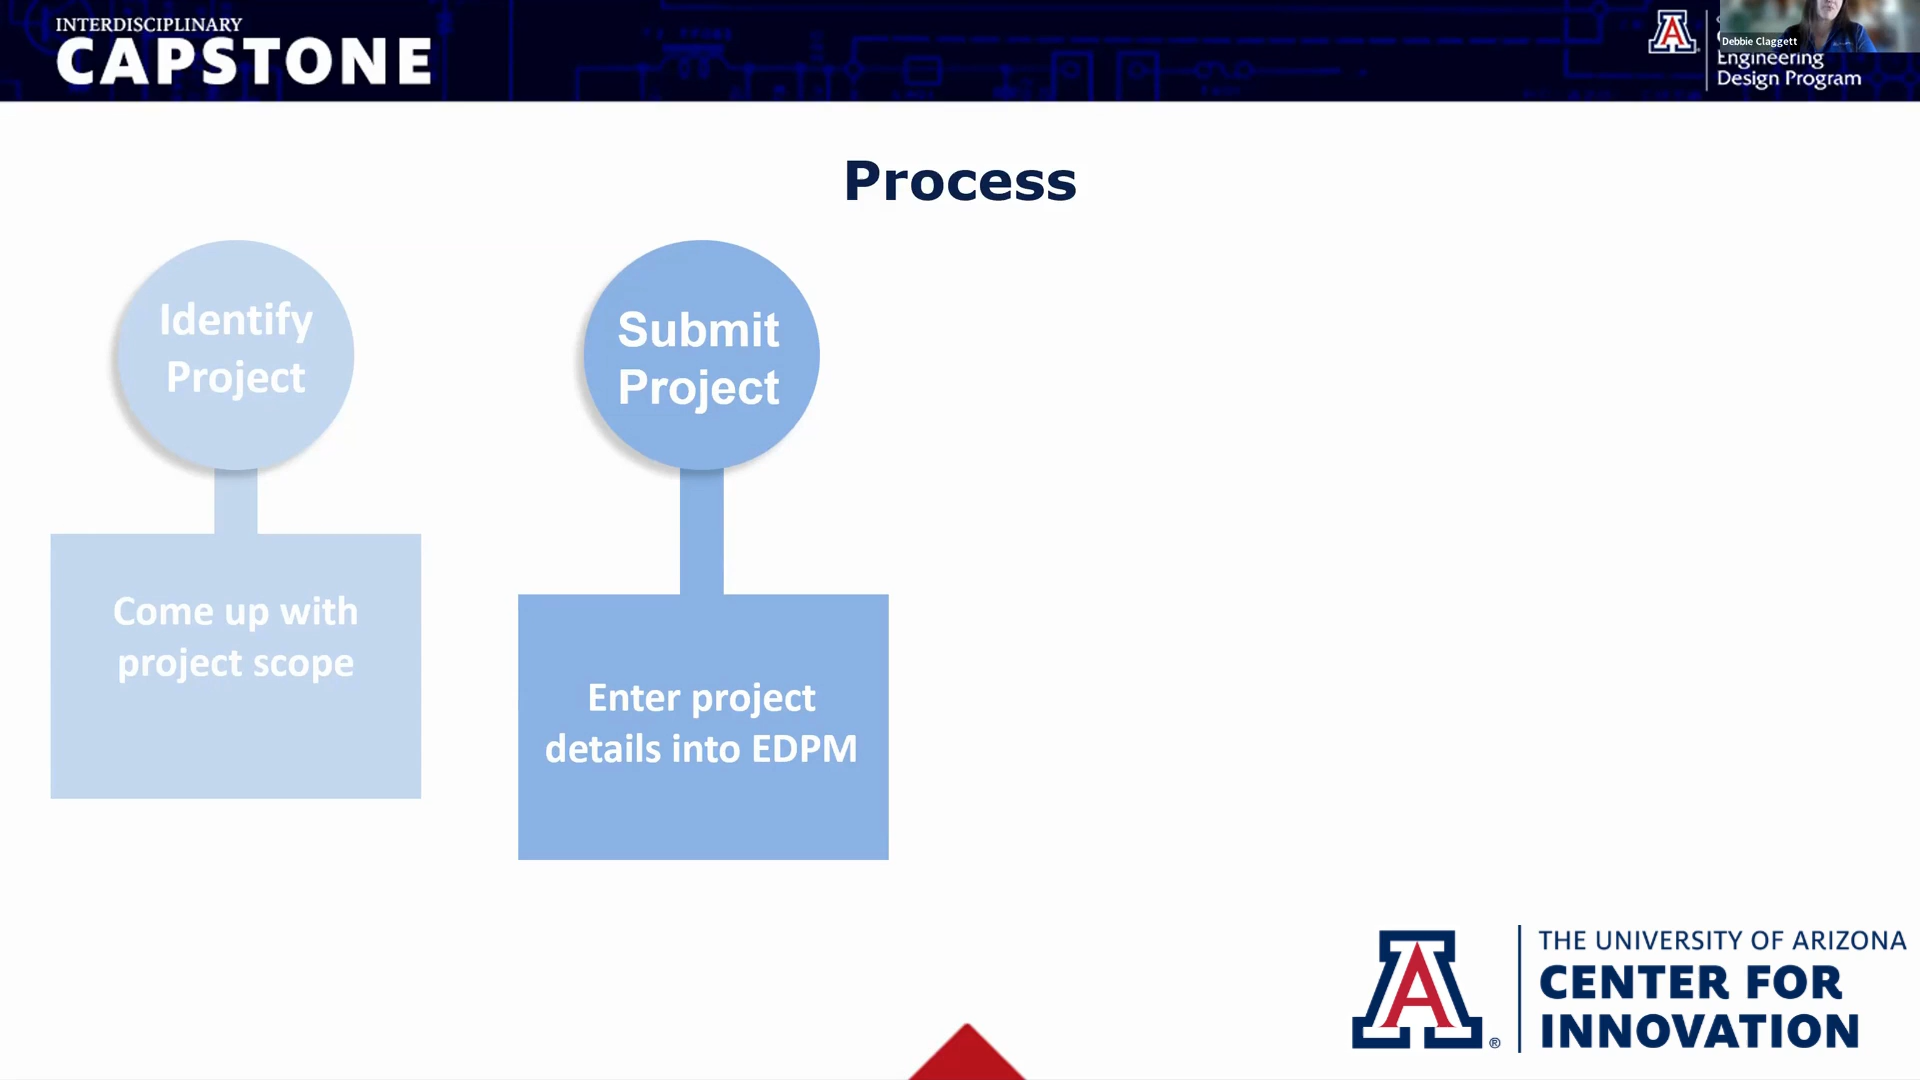 INTERDISCIPLINARY
CAPSTONE
Debbie Claggett
Engineering
Design Program
Process
Identify
Project
Submit
Project
Come up with
project scope
Enter project
details into EDPM
THE UNIVERSITY OF ARIZONA
CENTER FOR
INNOVATION
®